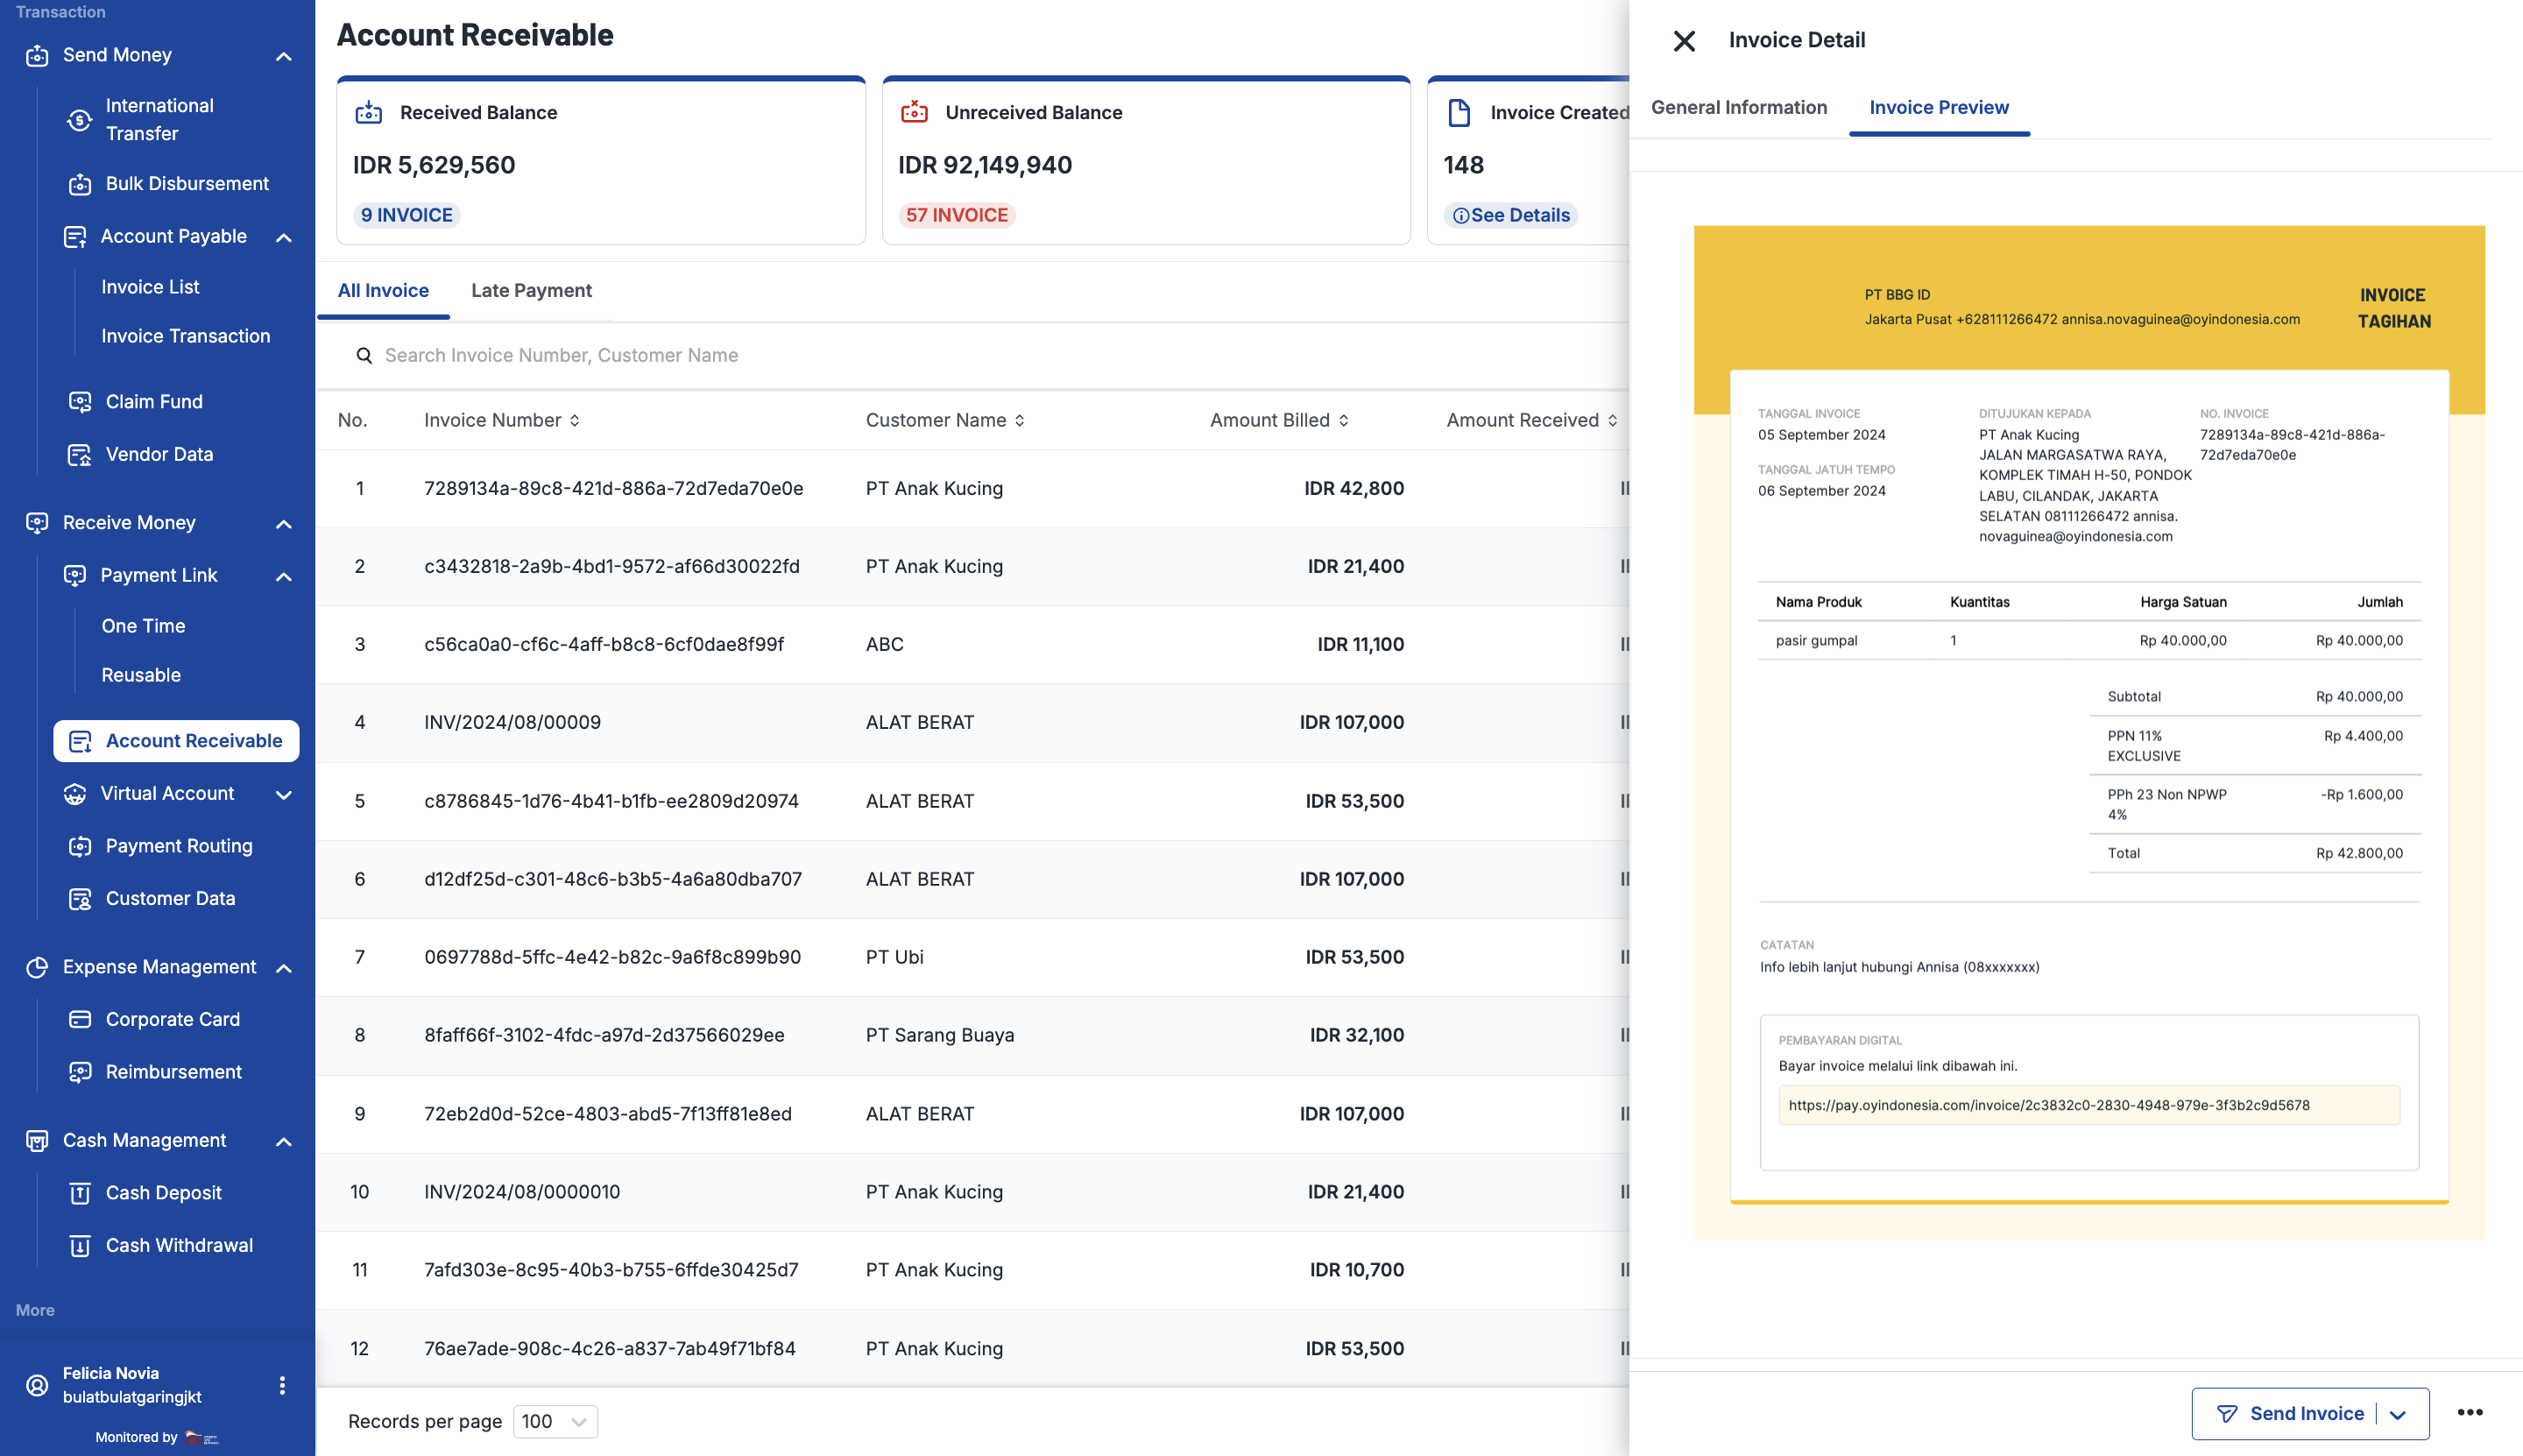 Transaction
Send Money
International
Transfer
Bulk Disbursement
Account Payable
Invoice List
Invoice Transaction
Claim Fund
Vendor Data
Receive Money
Payment Link
One Time
Reusable
Account Receivable
Virtual Account
Payment Routing
Customer Data
Expense Management
Corporate Card
Reimbursement
Cash Management
Cash Deposit
Cash Withdrawal
More
Felicia Novia
bulatbulatgaringjkt
Monitored by
Account Receivable
Received Balance
IDR 5,629,560
9 INVOICE
Unreceived Balance
IDR 92,149,940
57 INVOICE
Invoice Created
148
See Details
All Invoice Late Payment
Search Invoice Number, Customer Name
No. Invoice Number Customer Name Amount Billed Amount Received
1 7289134a-89c8-421d-886a-72d7eda70e0e PT Anak Kucing IDR 42,800
2 c3432818-2a9b-4bd1-9572-af66d30022fd PT Anak Kucing IDR 21,400
3 c56ca0a0-cf6c-4aff-b8c8-6cf0dae8f99f ABC IDR 11,100
4 INV/2024/08/00009 ALAT BERAT IDR 107,000
5 c8786845-1d76-4b41-b1fb-ee2809d20974 ALAT BERAT IDR 53,500
6 d12df25d-c301-48c6-b3b5-4a6a80dba707 ALAT BERAT IDR 107,000
7 0697788d-5ffc-4e42-b82c-9a6f8c899b90 PT Ubi IDR 53,500
8 8faff66f-3102-4fdc-a97d-2d37566029ee PT Sarang Buaya IDR 32,100
9 72eb2d0d-52ce-4803-abd5-7f13ff81e8ed ALAT BERAT IDR 107,000
10 INV/2024/08/0000010 PT Anak Kucing IDR 21,400
11 7afd303e-8c95-40b3-b755-6ffde30425d7 PT Anak Kucing IDR 10,700
12 76ae7ade-908c-4c26-a837-7ab49f71bf84 PT Anak Kucing IDR 53,500
Records per page 100
Invoice Detail
General Information Invoice Preview
PT BBG ID
Jakarta Pusat +628111266472 annisa.novaguinea@oyindonesia.com
INVOICE
TAGIHAN
TANGGAL INVOICE
05 September 2024
TANGGAL JATUH TEMPO
06 September 2024
DITUJUKAN KEPADA
PT Anak Kucing
JALAN MARGASATWA RAYA,
KOMPLEK TIMAH H-50, PONDOK
LABU, CILANDAK, JAKARTA
SELATAN 08111266472 annisa.
novaguinea@oyindonesia.com
NO. INVOICE
7289134a-89c8-421d-886a-
72d7eda70e0e
Nama Produk Kuantitas Harga Satuan Jumlah
pasir gumpal 1 Rp 40.000,00 Rp 40.000,00
Subtotal Rp 40.000,00
PPN 11% Rp 4.400,00
EXCLUSIVE
PPh 23 Non NPWP -Rp 1.600,00
4%
Total Rp 42.800,00
CATATAN
Info lebih lanjut hubungi Annisa (08xxxxxxx)
PEMBAYARAN DIGITAL
Bayar invoice melalui link dibawah ini.
https://pay.oyindonesia.com/invoice/2c3832c0-2830-4948-979e-3f3b2c9d5678
Send Invoice